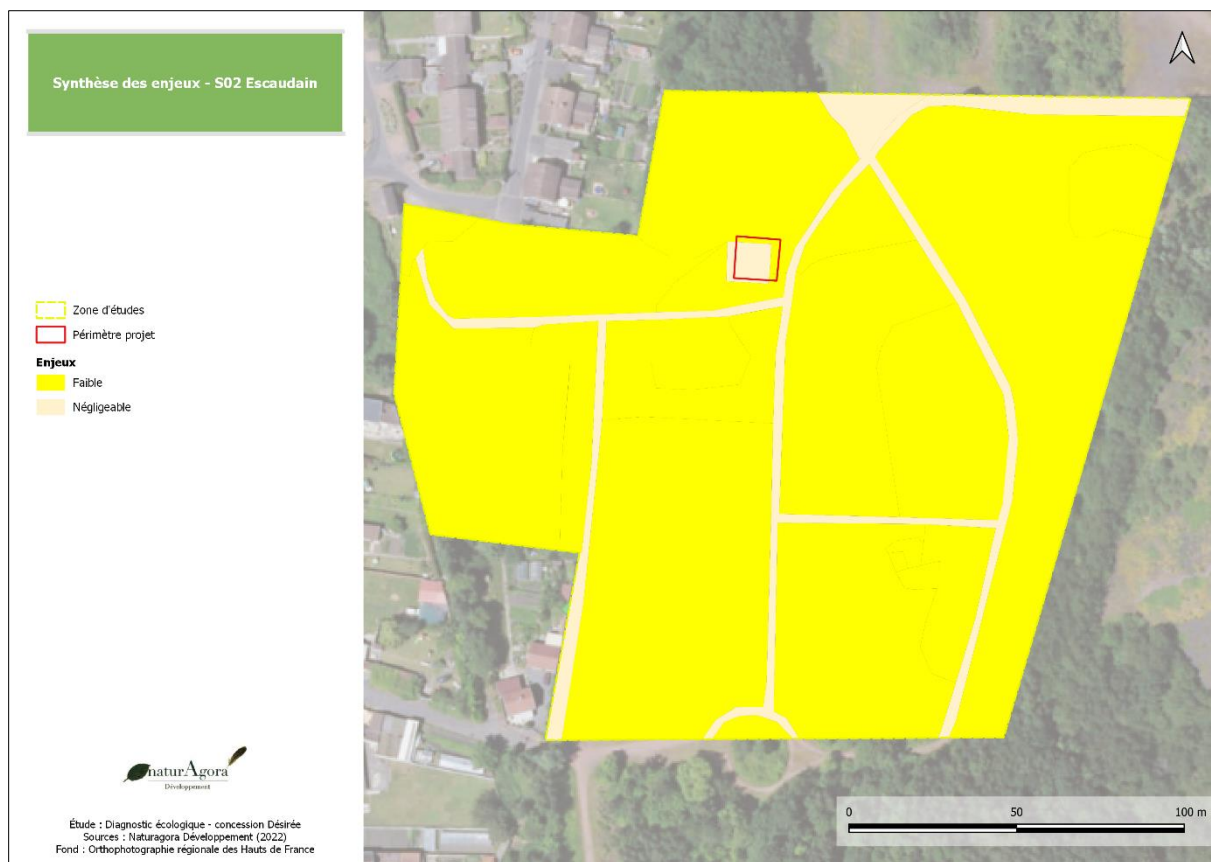 Synthèse des enjeux - S02 Escaudain
Zone d'études
Périmètre projet
Enjeux
Faible
Négligeable
naturAgora
Développement
Étude : Diagnostic écologique - concession Désirée
Sources : Naturagora Développement (2022)
Fond : Orthophotographie régionale des Hauts de France
0 50 100 m